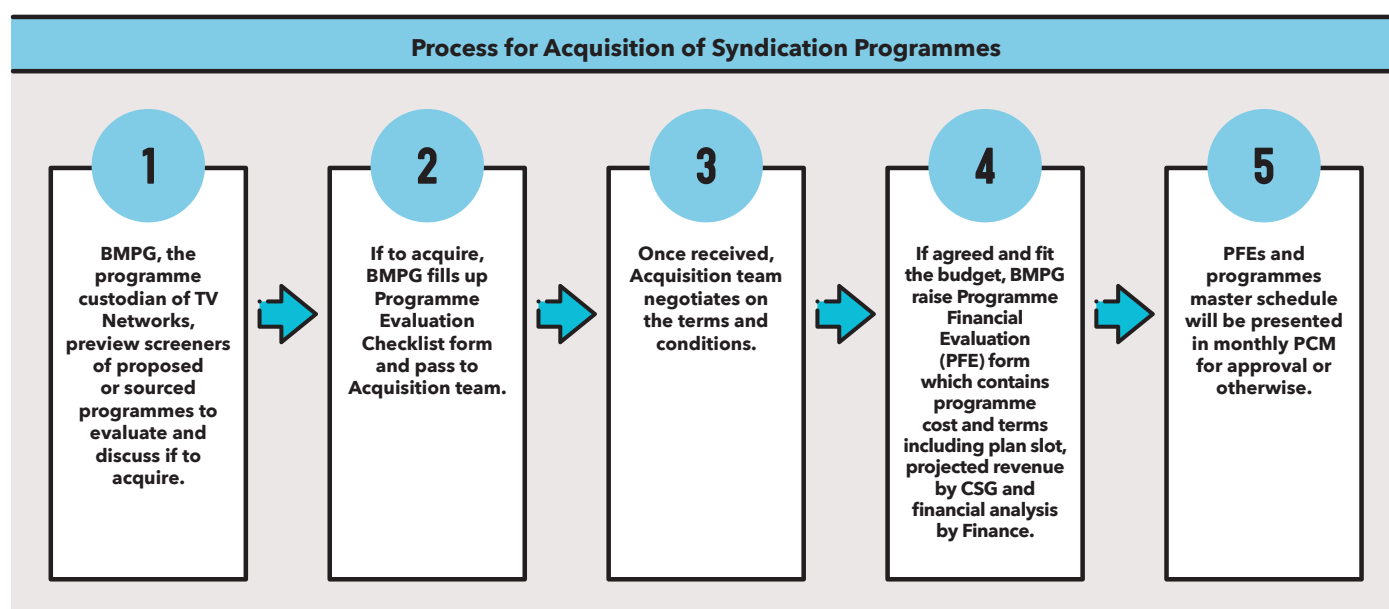 Process for Acquisition of Syndication Programmes
1
BMPG, the
programme
custodian of TV
Networks,
preview screeners
of proposed
or sourced
programmes to
evaluate and
discuss if to
acquire.
2
If to acquire,
BMPG fills up
Programme
Evaluation
Checklist form
and pass to
Acquisition team.
3
Once received,
Acquisition team
negotiates on
the terms and
conditions.
4
If agreed and fit
the budget, BMPG
raise Programme
Financial
Evaluation
(PFE) form
which contains
programme
cost and terms
including plan slot,
projected revenue
by CSG and
financial analysis
by Finance.
5
PFEs and
programmes
master schedule
will be presented
in monthly PCM
for approval or
otherwise.